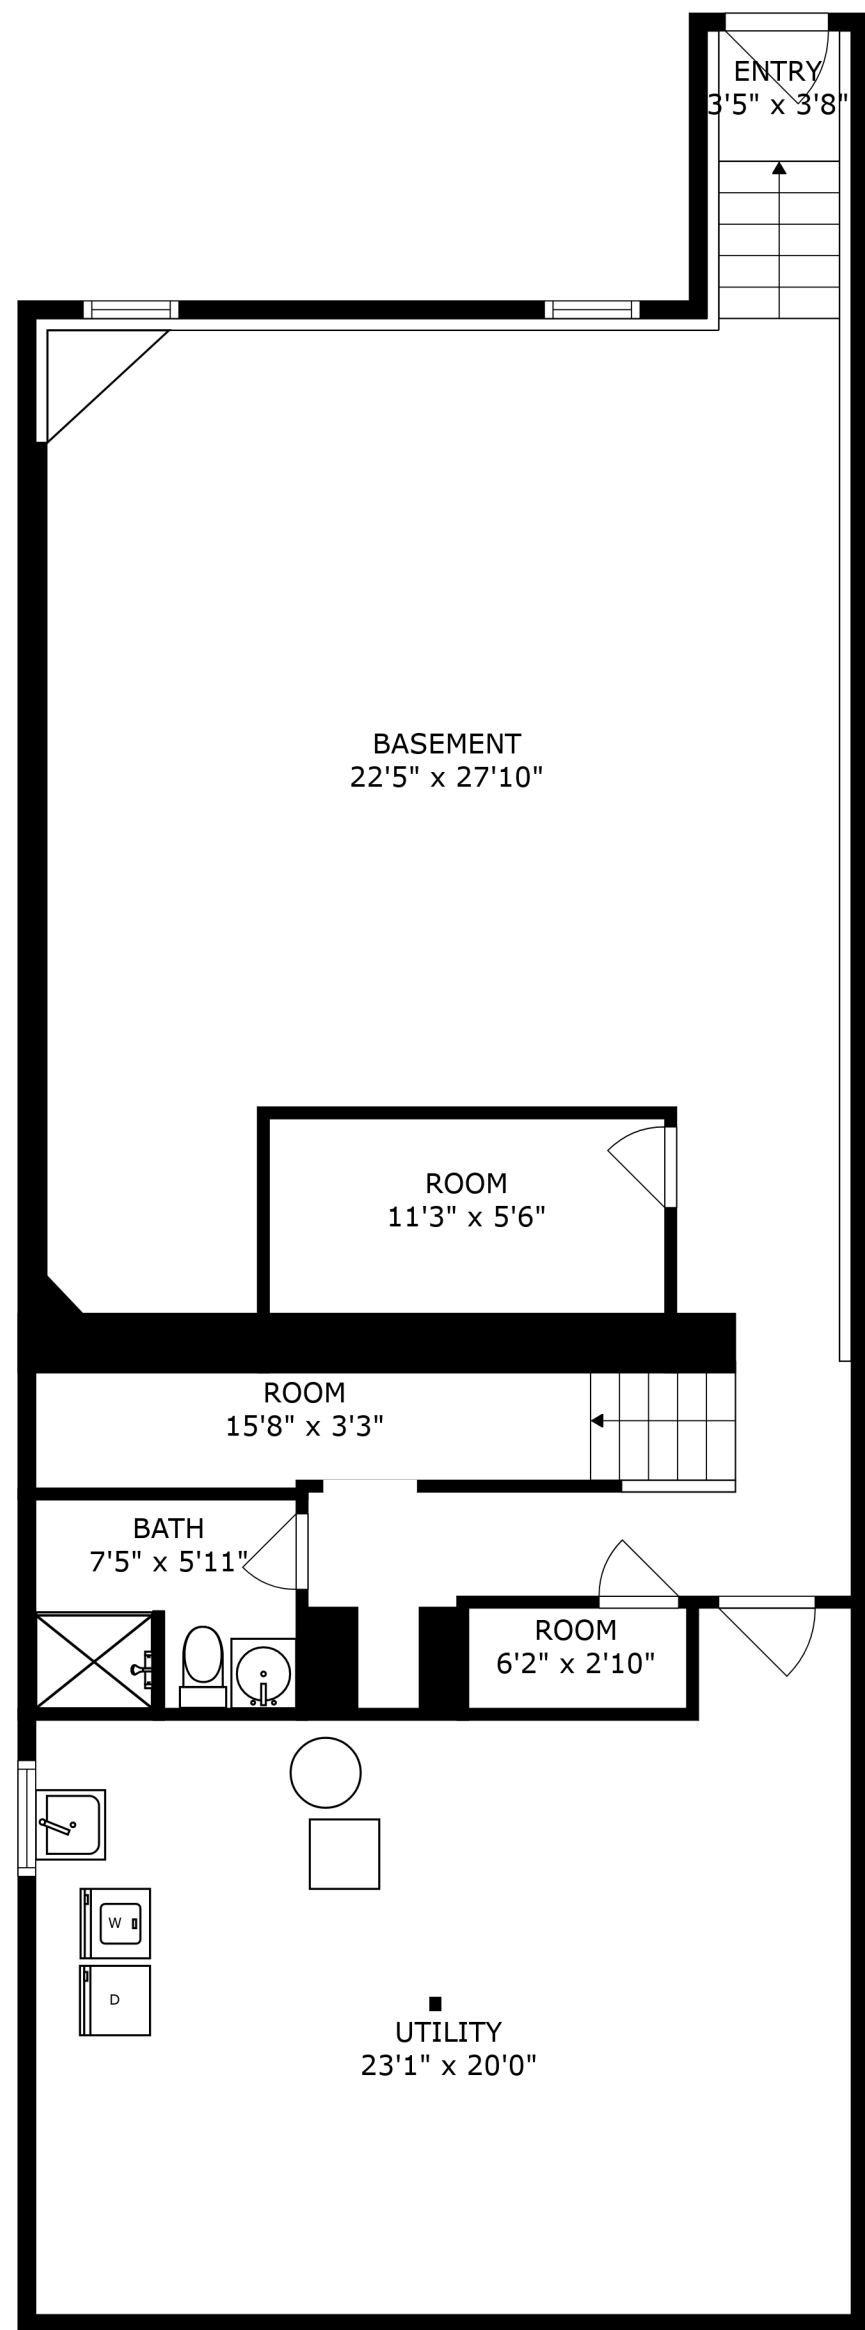 ENTRY
3'5" x 3'8"
BASEMENT
22'5" x 27'10"
ROOM
11'3" x 5'6"
ROOM
15'8" x 3'3"
BATH
7'5" x 5'11"
ROOM
6'2" x 2'10"
W
D
UTILITY
23'1" x 20'0"